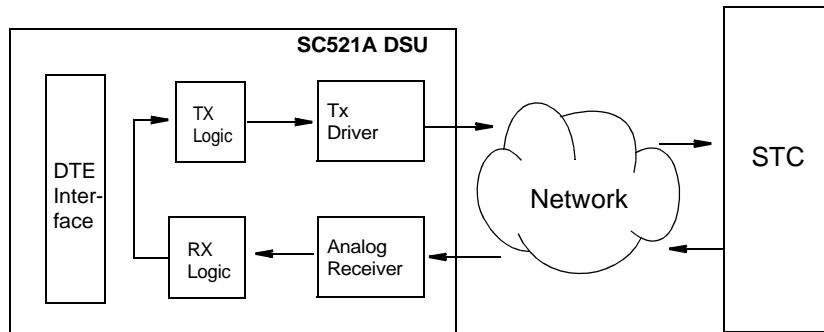 SC521A DSU
DTE
Inter-
face
TX
Logic
Tx
Driver
RX
Logic
Analog
Receiver
Network
STC